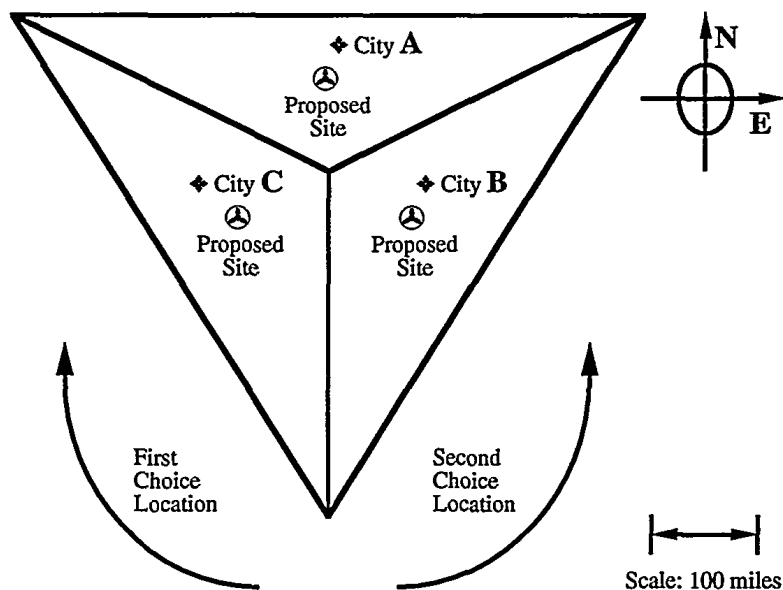 City A
Proposed
Site
N
E
City C
Proposed
Site
City B
Proposed
Site
First
Choice
Location
Second
Choice
Location
Scale: 100 miles